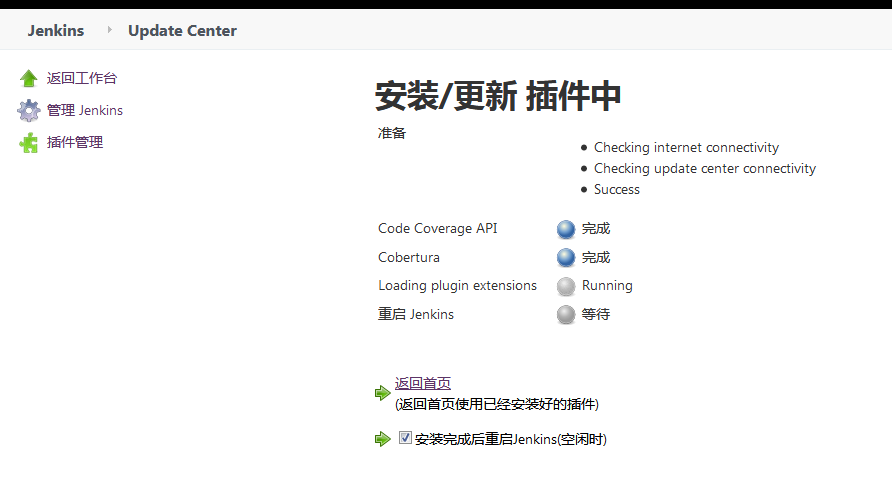 Jenkins Update Center
返回工作台
管理 Jenkins
插件管理
安装/更新 插件中
准备
Checking internet connectivity
Checking update center connectivity
Success
Code Coverage API 完成
Cobertura 完成
Loading plugin extensions Running
重启 Jenkins 等待
返回首页
(返回首页使用已经安装好的插件)
安装完成后重启Jenkins(空闲时)